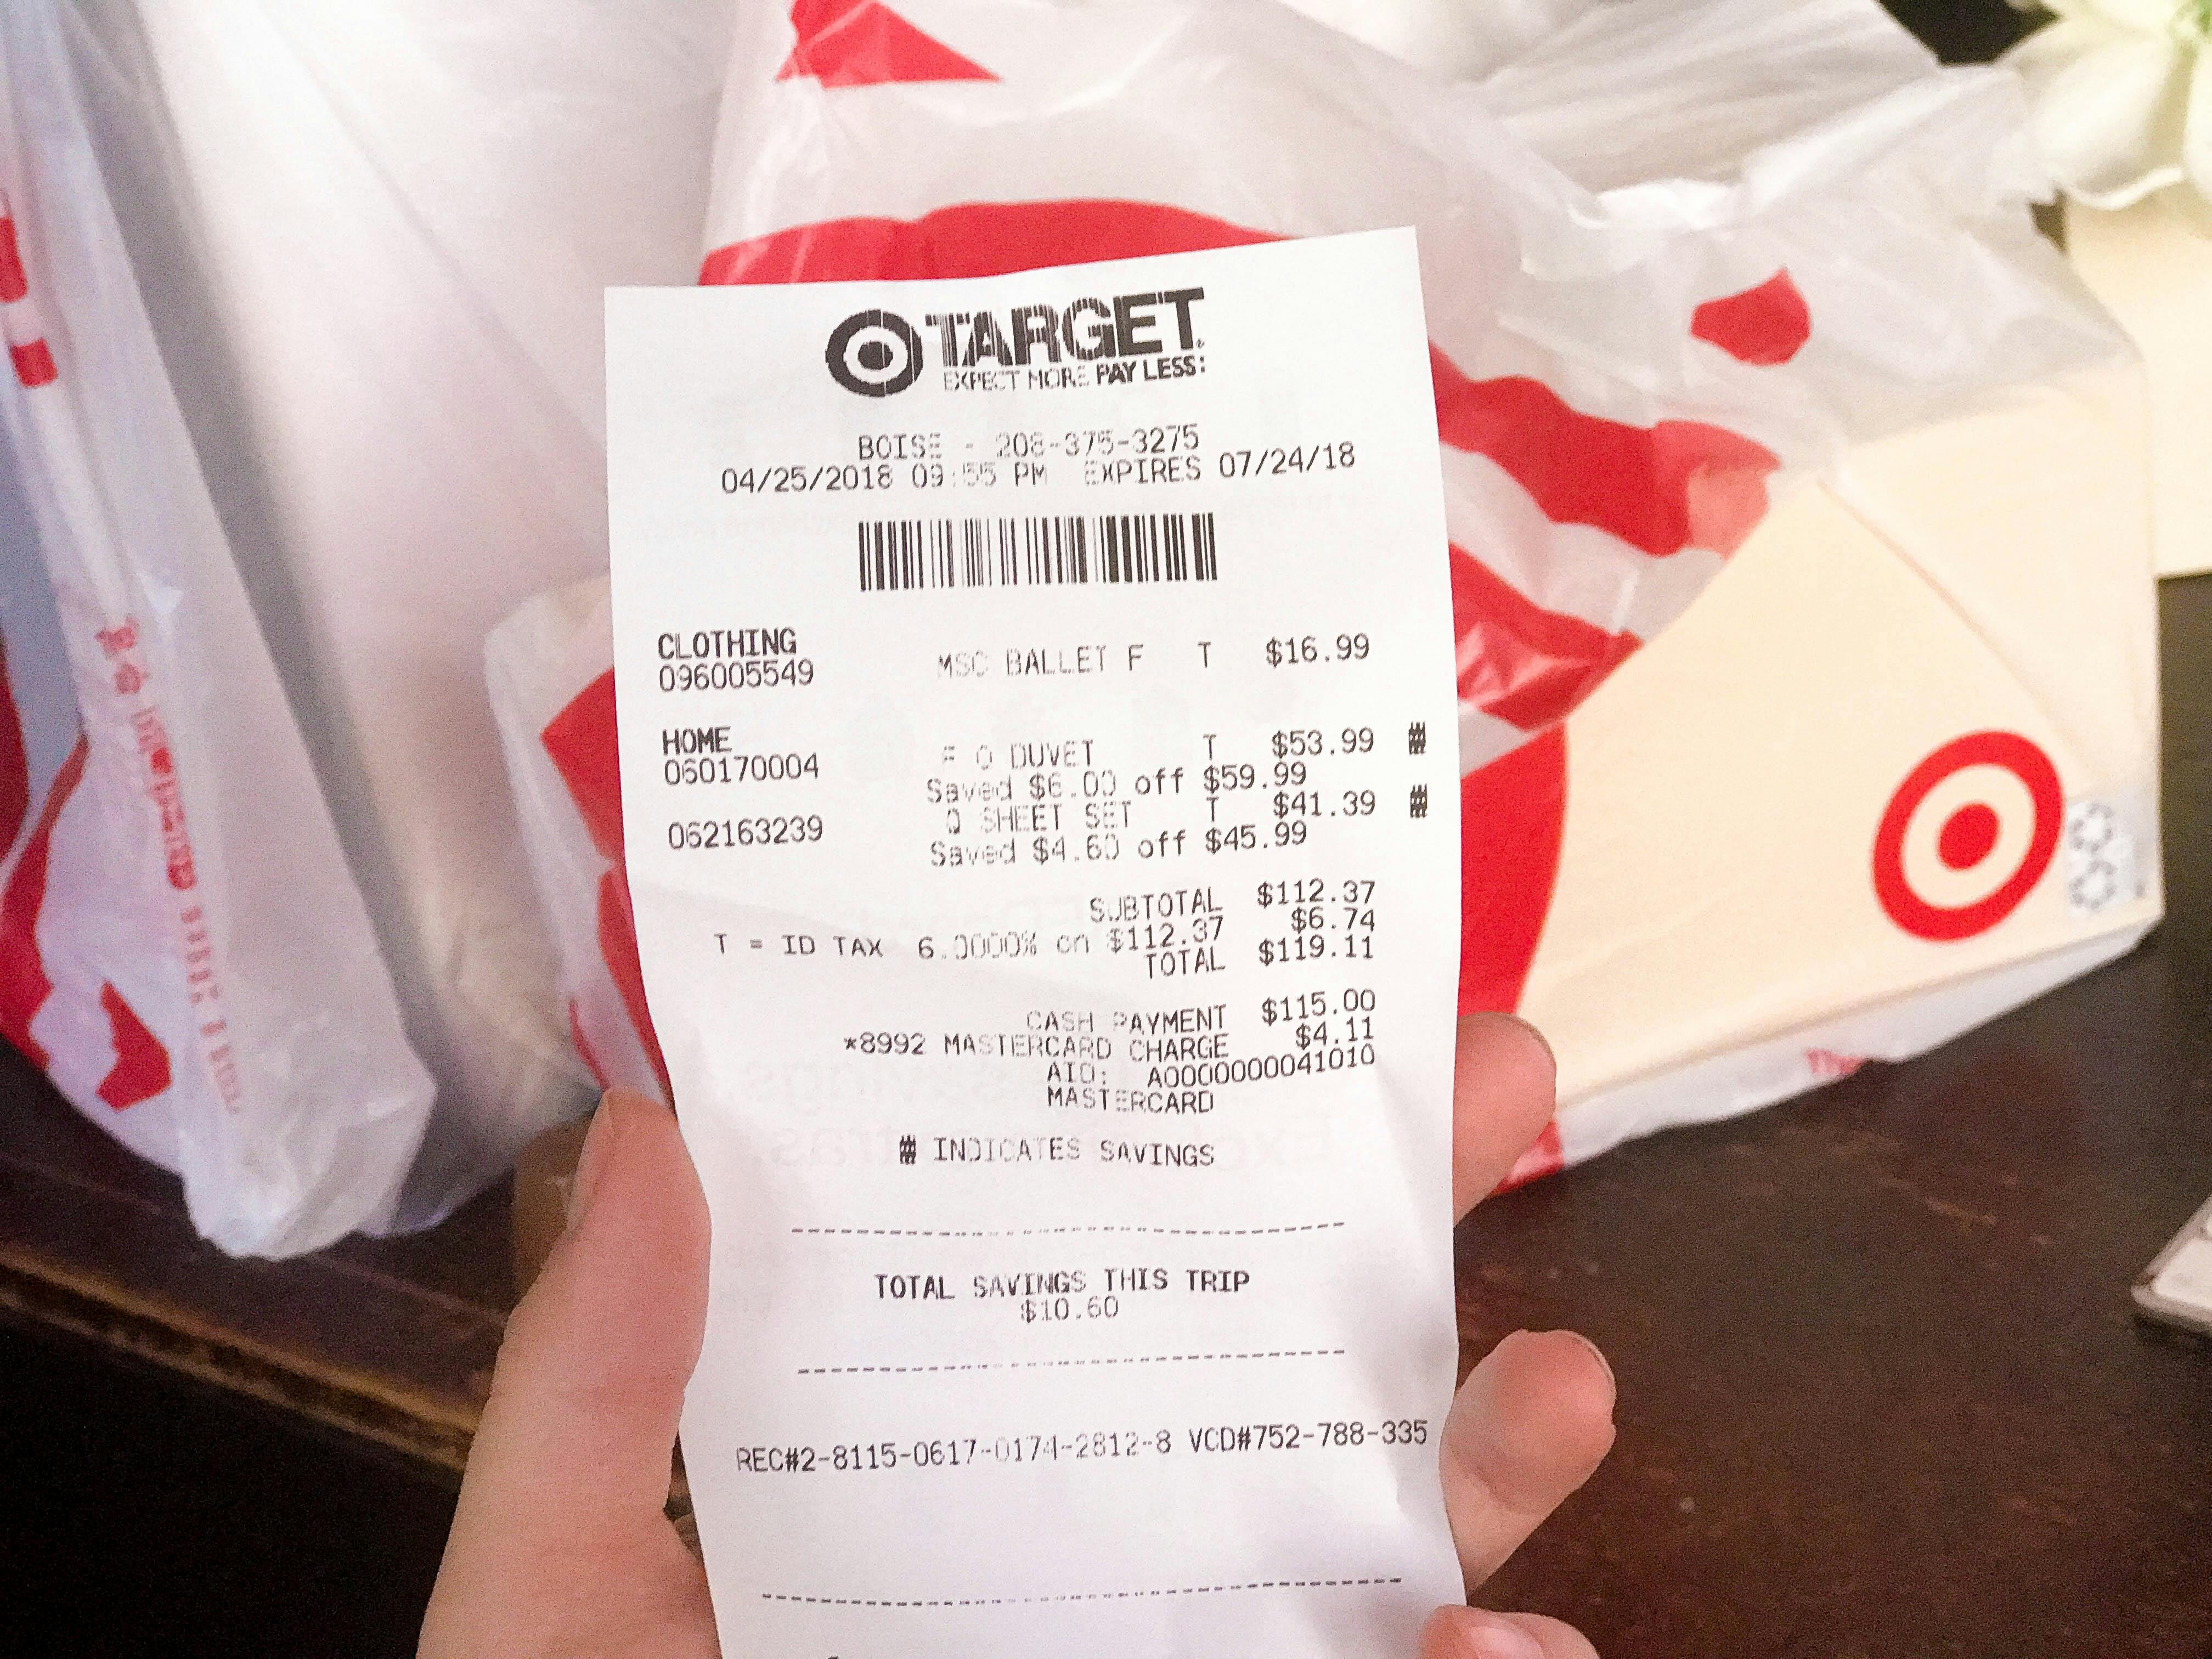 TARGET
EXPECT MORE. PAY LESS.
BOISE - 208-375-3275
04/25/2018 09:55 PM EXPIRES 07/24/18
CLOTHING
096005549 MSC BALLET F T $16.99
HOME
060170004 F Q DUVET T $53.99
Saved $6.00 off $59.99
062163239 Q SHEET SET T $41.39
Saved $4.60 off $45.99
SUBTOTAL $112.37
T = ID TAX 6.0000% on $112.37 $6.74
TOTAL $119.11
CASH PAYMENT $115.00
*8992 MASTERCARD CHARGE $4.11
AID: A0000000041010
MASTERCARD
INDICATES SAVINGS
TOTAL SAVINGS THIS TRIP
$10.60
REC#2-8115-0617-0174-2812-8 VCD#752-788-335